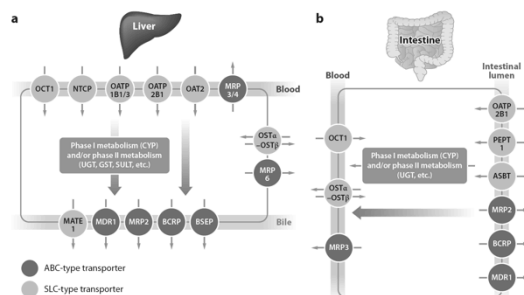 a
Liver
OCT1
NTCP
OATP
1B1/3
OATP
2B1
OAT2
MRP
3/4
Blood
Phase I metabolism (CYP)
and/or phase II metabolism
(UGT, GST, SULT, etc.)
OSTα
–OSTβ
MRP
6
MATE
1
MDR1
MRP2
BCRP
BSEP
Bile
ABC-type transporter
SLC-type transporter
b
Intestine
Blood
Intestinal
lumen
OATP
2B1
OCT1
PEPT
1
Phase I metabolism (CYP)
and/or phase II metabolism
(UGT, etc.)
ASBT
OSTα
–OSTβ
MRP2
MRP3
BCRP
MDR1